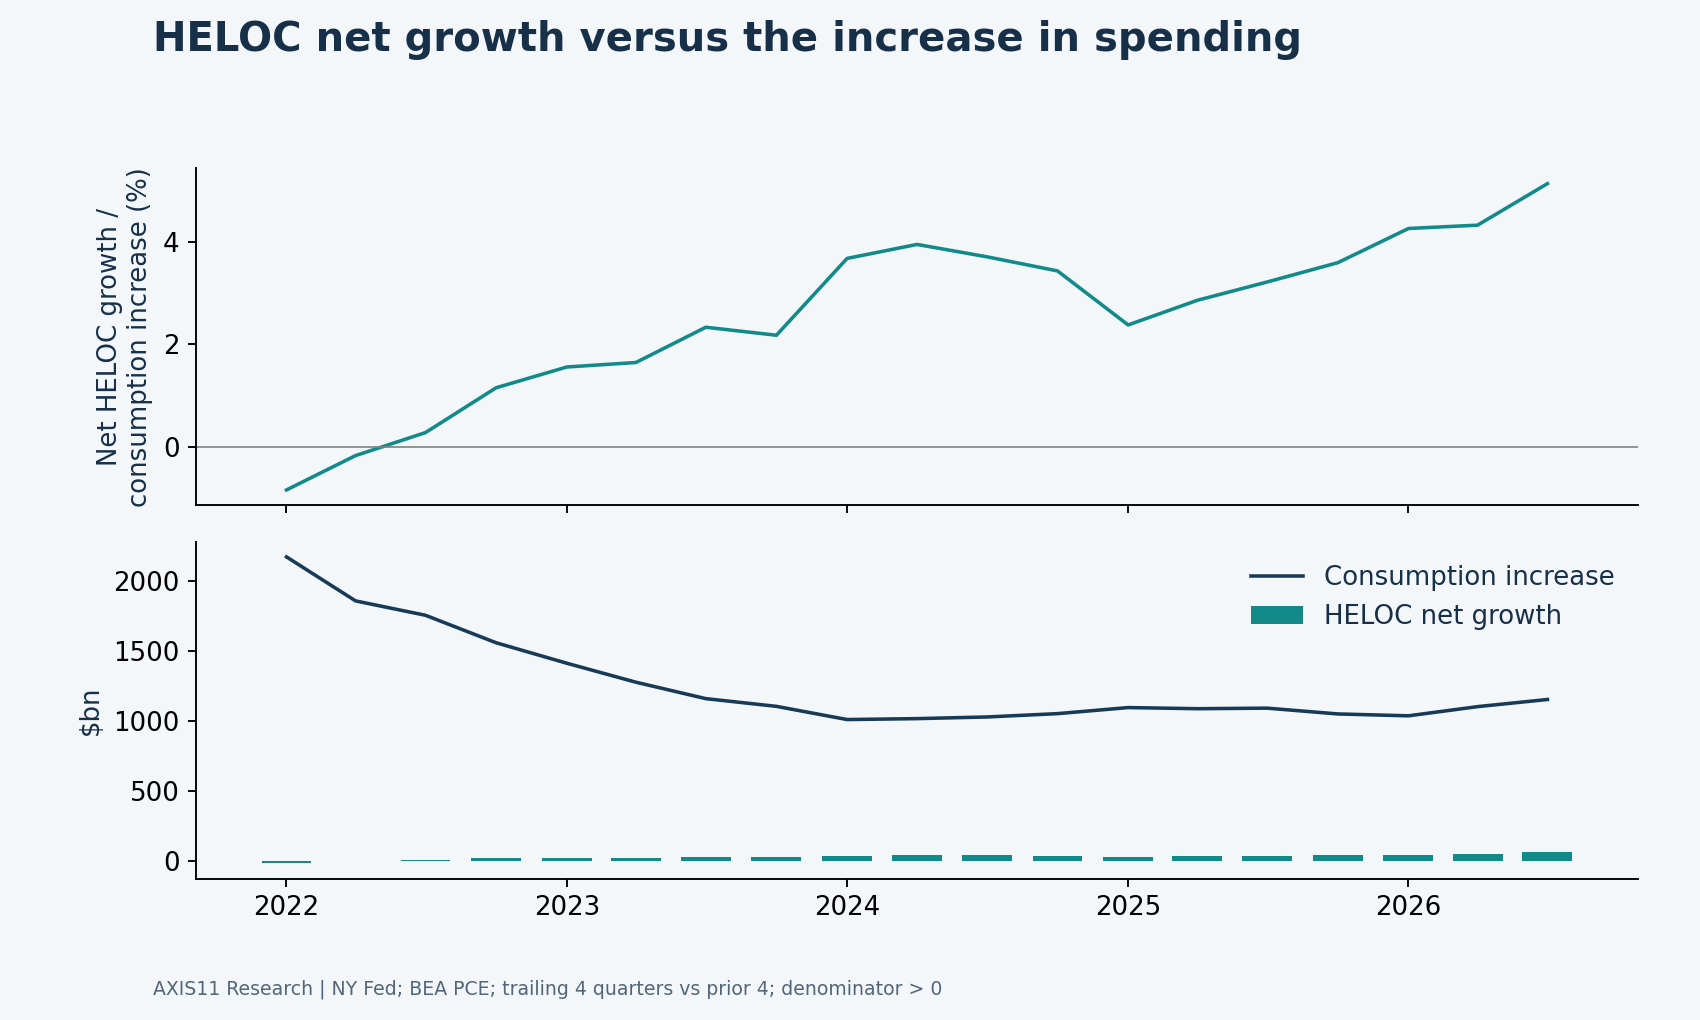 HELOC net growth versus the increase in spending
Net HELOC growth /
consumption increase (%)
4
2
0
$bn
2000
1500
1000
500
0
Consumption increase
HELOC net growth
2022
2023
2024
2025
2026
AXIS11 Research | NY Fed; BEA PCE; trailing 4 quarters vs prior 4; denominator > 0